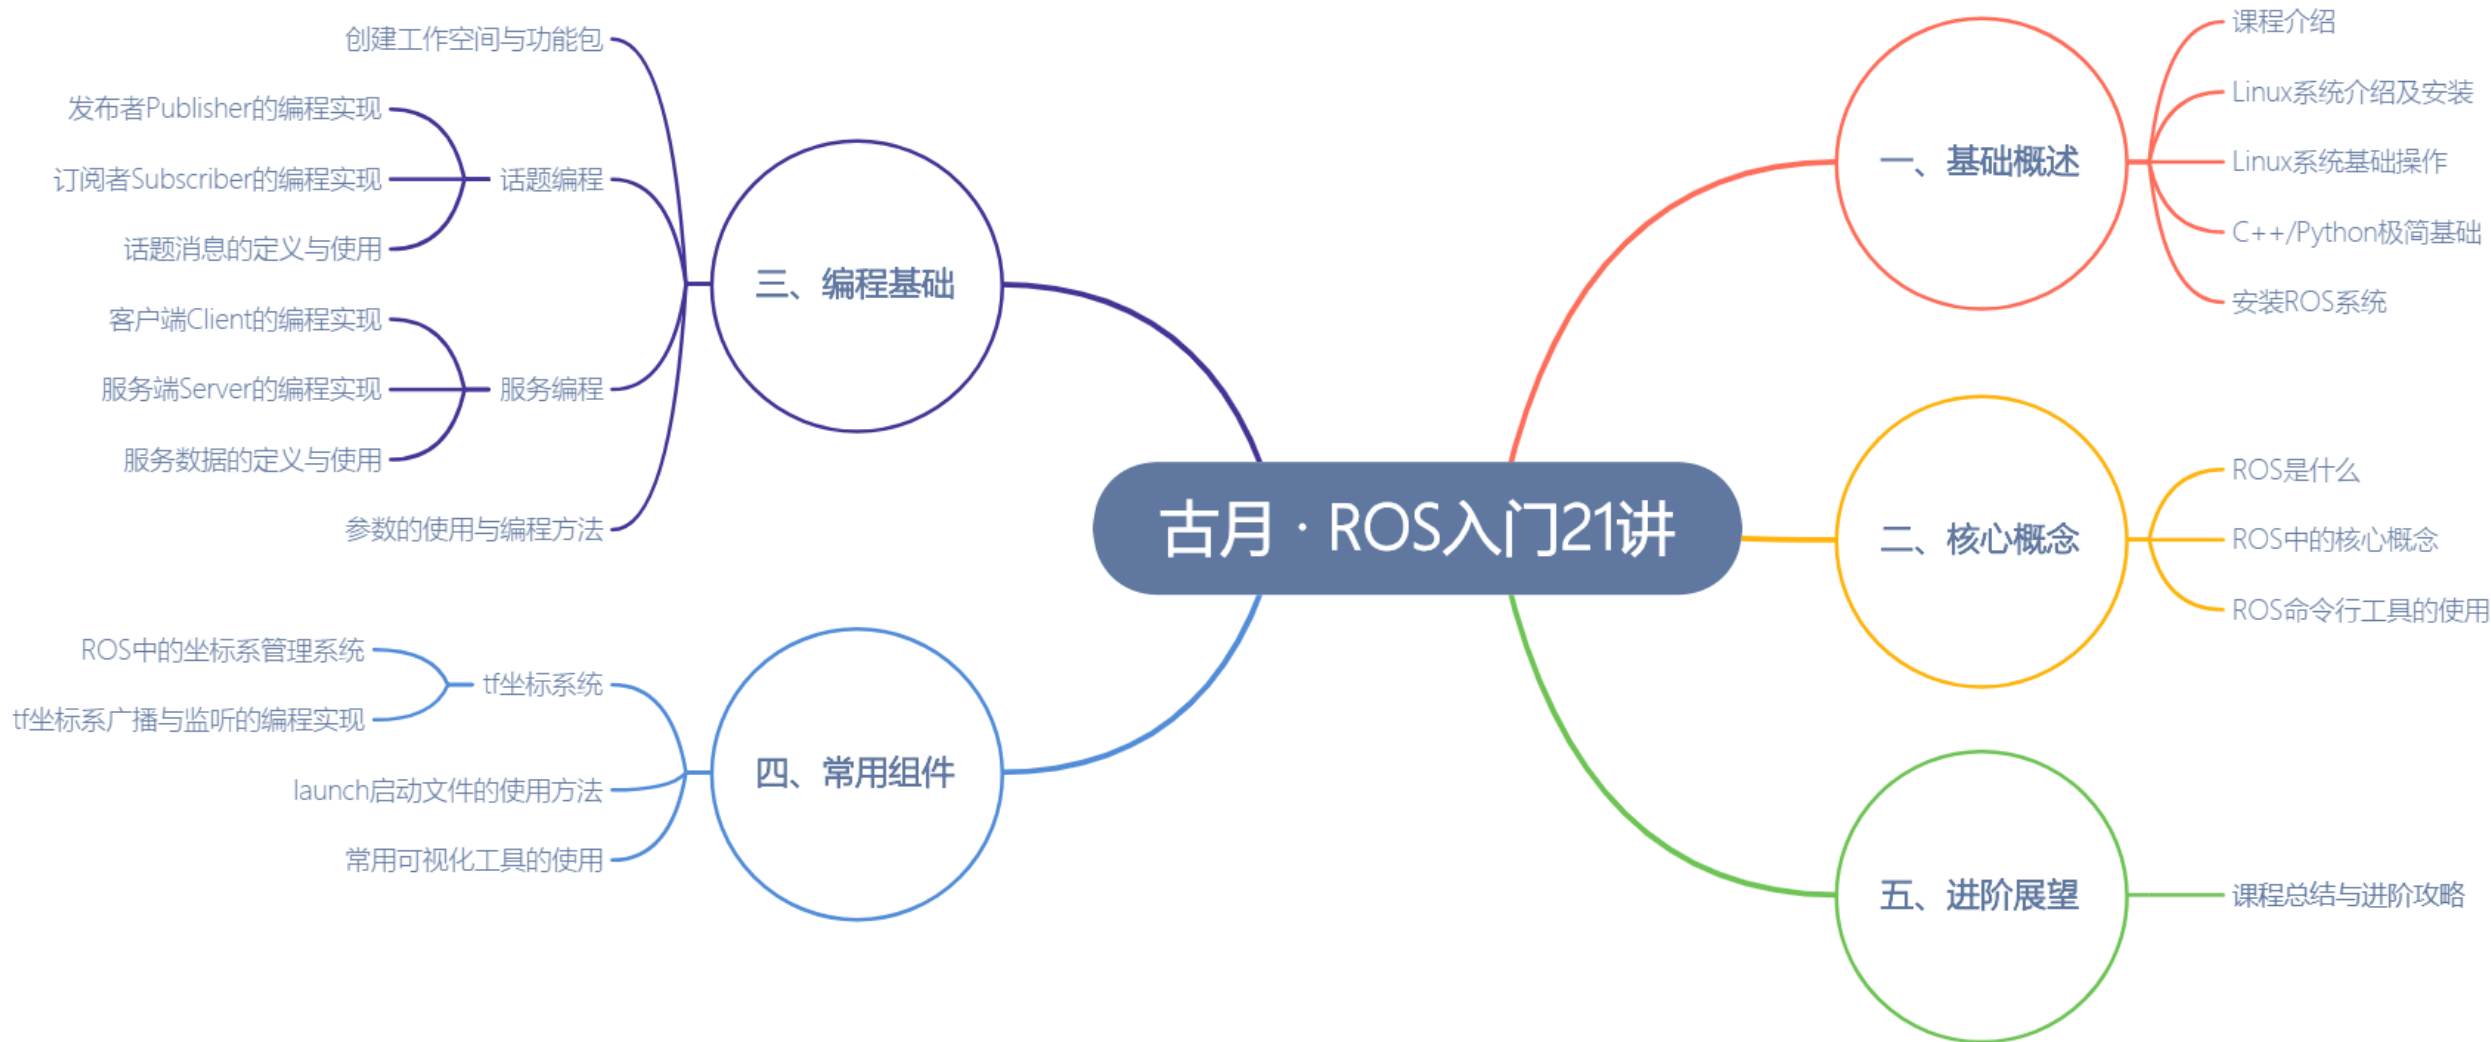 古月 · ROS入门21讲
一、基础概述
课程介绍
Linux系统介绍及安装
Linux系统基础操作
C++/Python极简基础
安装ROS系统
二、核心概念
ROS是什么
ROS中的核心概念
ROS命令行工具的使用
三、编程基础
创建工作空间与功能包
话题编程
发布者Publisher的编程实现
订阅者Subscriber的编程实现
话题消息的定义与使用
服务编程
客户端Client的编程实现
服务端Server的编程实现
服务数据的定义与使用
参数的使用与编程方法
四、常用组件
tf坐标系统
ROS中的坐标系管理系统
tf坐标系广播与监听的编程实现
launch启动文件的使用方法
常用可视化工具的使用
五、进阶展望
课程总结与进阶攻略